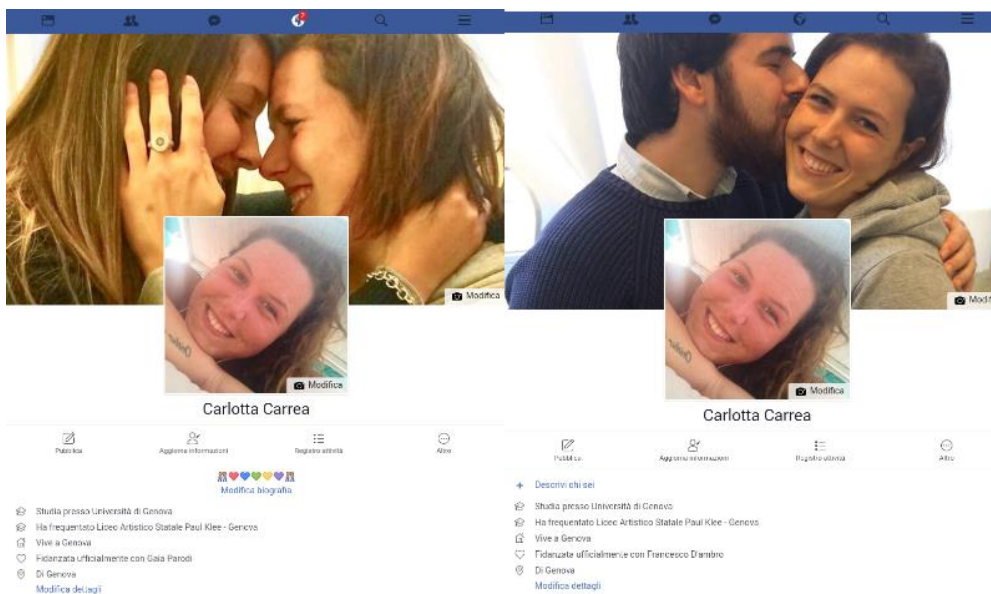 2
Modifica
Modifica
Carlotta Carrea
Pubblica
Aggiorna informazioni
Registro attività
Altro
Modifica biografia
Studia presso Università di Genova
Ha frequentato Liceo Artistico Statale Paul Klee - Genova
Vive a Genova
Fidanzata ufficialmente con Gaia Parodi
Di Genova
Modifica dettagli
Modifi
Modifica
Carlotta Carrea
Pubblica
Aggiorna informazioni
Registro attività
Altro
+ Descrivi chi sei
Studia presso Università di Genova
Ha frequentato Liceo Artistico Statale Paul Klee - Genova
Vive a Genova
Fidanzata ufficialmente con Francesco D'ambro
Di Genova
Modifica dettagli